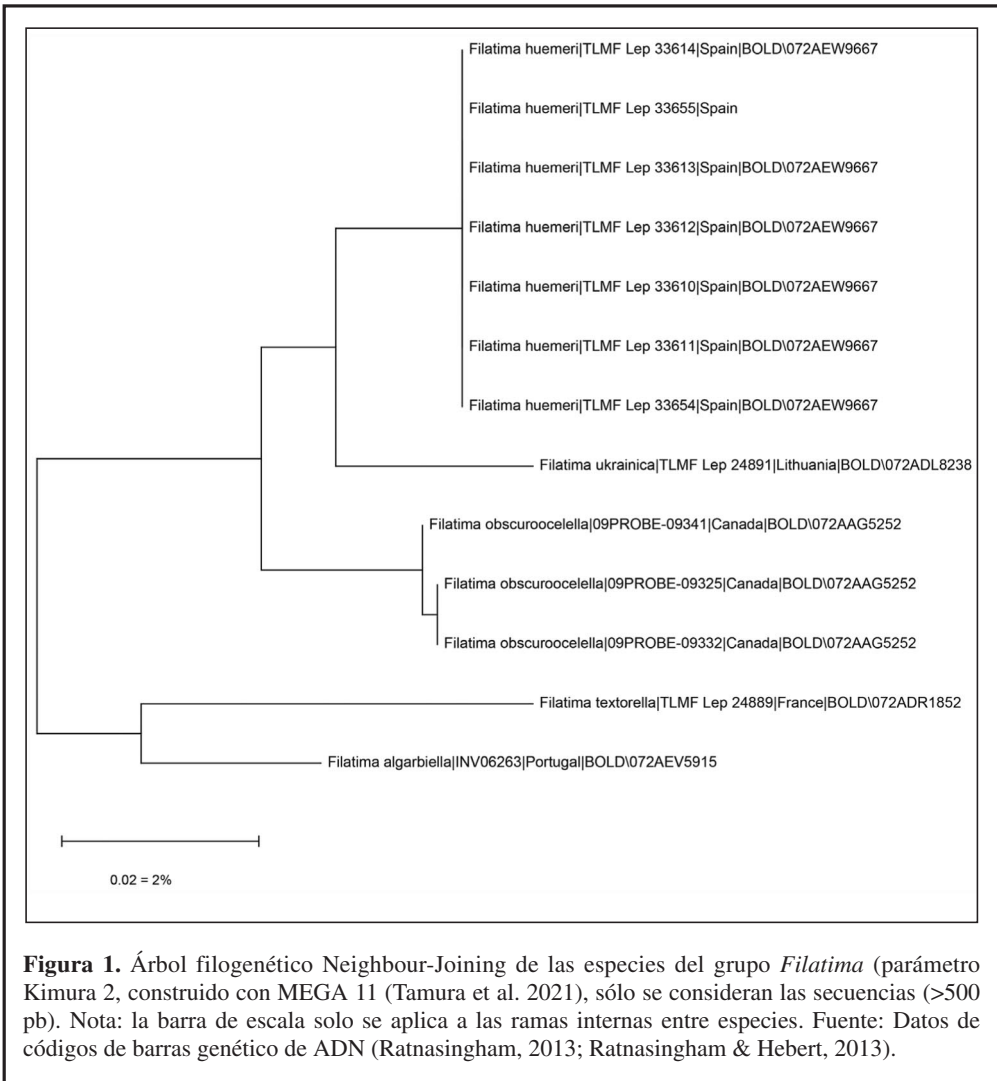 Filatima huemeri|TLMF Lep 33614|Spain|BOLD\072AEW9667
Filatima huemeri|TLMF Lep 33655|Spain
Filatima huemeri|TLMF Lep 33613|Spain|BOLD\072AEW9667
Filatima huemeri|TLMF Lep 33612|Spain|BOLD\072AEW9667
Filatima huemeri|TLMF Lep 33610|Spain|BOLD\072AEW9667
Filatima huemeri|TLMF Lep 33611|Spain|BOLD\072AEW9667
Filatima huemeri|TLMF Lep 33654|Spain|BOLD\072AEW9667
Filatima ukrainica|TLMF Lep 24891|Lithuania|BOLD\072ADL8238
Filatima obscuroocelella|09PROBE-09341|Canada|BOLD\072AAG5252
Filatima obscuroocelella|09PROBE-09325|Canada|BOLD\072AAG5252
Filatima obscuroocelella|09PROBE-09332|Canada|BOLD\072AAG5252
Filatima textorella|TLMF Lep 24889|France|BOLD\072ADR1852
Filatima algarbiella|INV06263|Portugal|BOLD\072AEV5915
0.02 = 2%
Figura 1. Árbol filogenético Neighbour-Joining de las especies del grupo Filatima (parámetro
Kimura 2, construido con MEGA 11 (Tamura et al. 2021), sólo se consideran las secuencias (>500
pb). Nota: la barra de escala solo se aplica a las ramas internas entre especies. Fuente: Datos de
códigos de barras genético de ADN (Ratnasingham, 2013; Ratnasingham & Hebert, 2013).